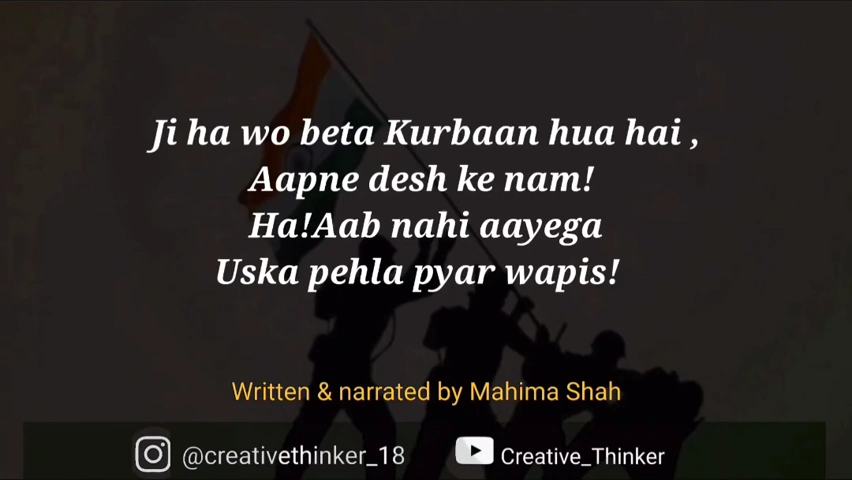 Ji ha wo beta Kurbaan hua hai ,
Aapne desh ke nam!
Ha!Aab nahi aayega
Uska pehla pyar wapis!
Written & narrated by Mahima Shah
@creativethinker_18
Creative_Thinker